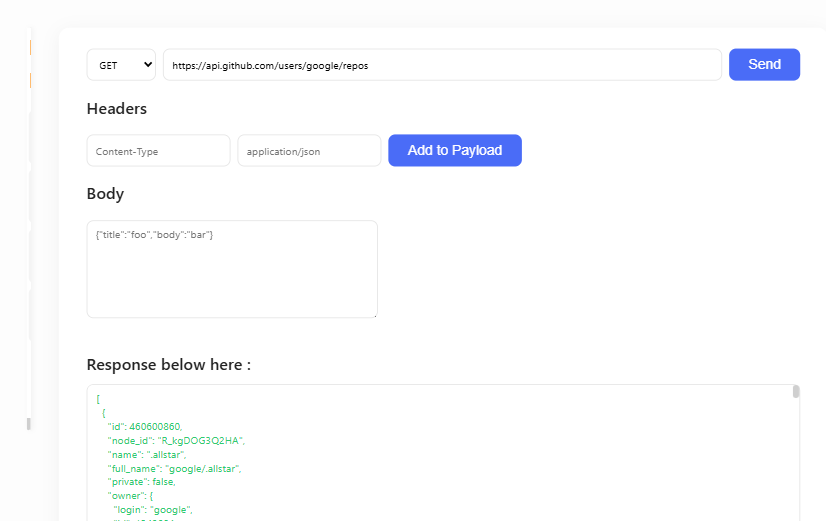 GET https://api.github.com/users/google/repos Send
Headers
Content-Type application/json Add to Payload
Body
{"title":"foo","body":"bar"}
Response below here :
[
{
"id": 460600860,
"node_id": "R_kgDOG3Q2HA",
"name": ".allstar",
"full_name": "google/.allstar",
"private": false,
"owner": {
"login": "google",